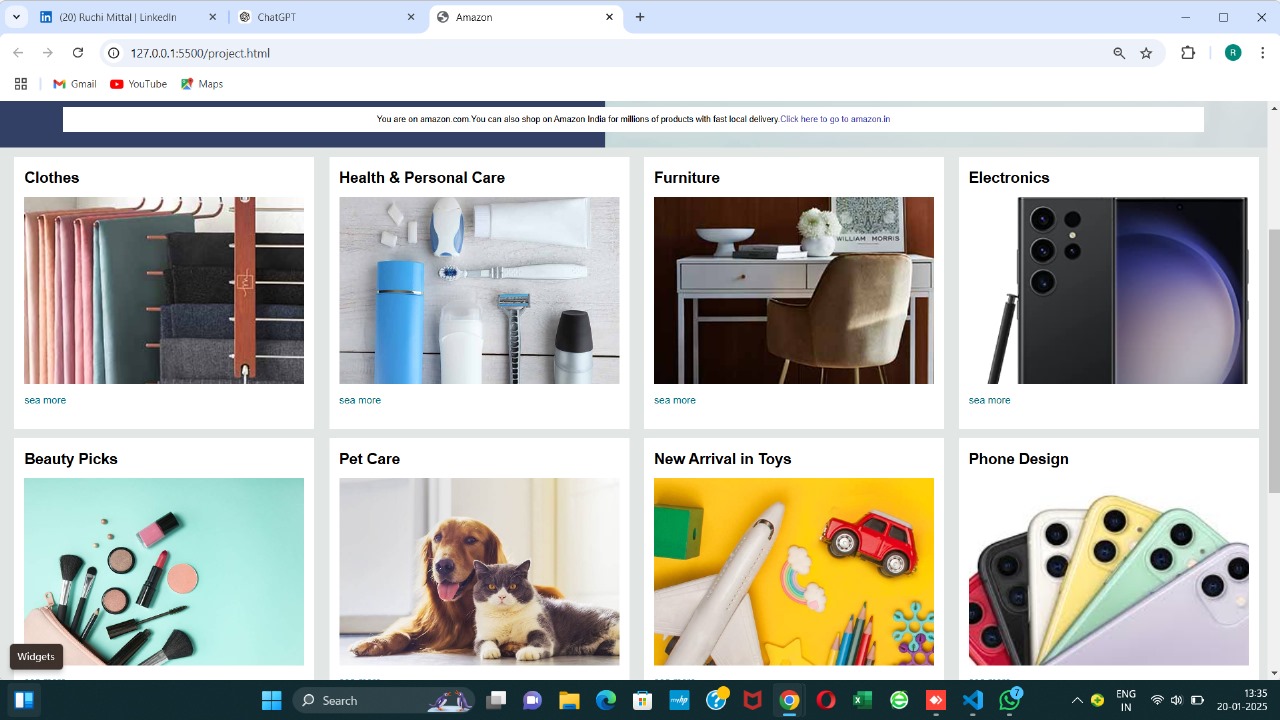 (20) Ruchi Mittal | LinkedIn
ChatGPT
Amazon
127.0.0.1:5500/project.html
R
Gmail
YouTube
Maps
You are on amazon.com.You can also shop on Amazon India for millions of products with fast local delivery.Click here to go to amazon.in
Clothes
Health & Personal Care
Furniture
Electronics
WILLIAM MORRIS
sea more
sea more
sea more
sea more
Beauty Picks
Pet Care
New Arrival in Toys
Phone Design
Widgets
Search
7
ENG
IN
13:35
20-01-2025